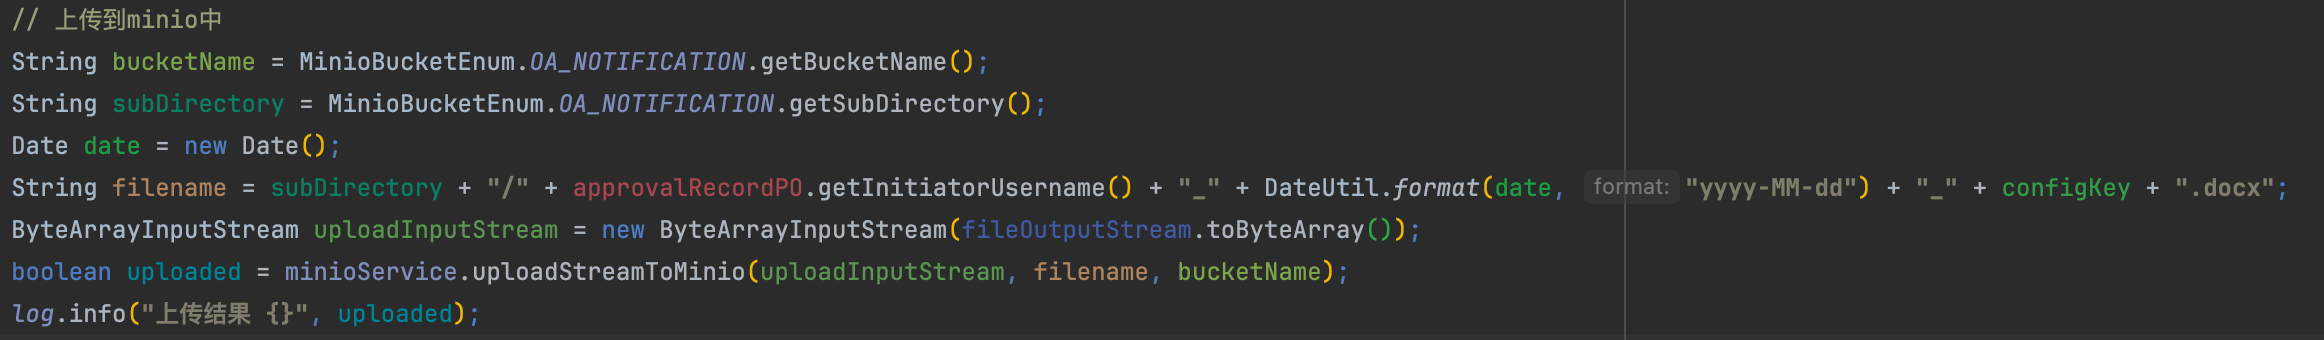 // 上传到minio中
String bucketName = MinioBucketEnum.OA_NOTIFICATION.getBucketName();
String subDirectory = MinioBucketEnum.OA_NOTIFICATION.getSubDirectory();
Date date = new Date();
String filename = subDirectory + "/" + approvalRecordPO.getInitiatorUsername() + "_" + DateUtil.format(date, format: "yyyy-MM-dd") + "_" + configKey + ".docx";
ByteArrayInputStream uploadInputStream = new ByteArrayInputStream(fileOutputStream.toByteArray());
boolean uploaded = minioService.uploadStreamToMinio(uploadInputStream, filename, bucketName);
log.info("上传结果 {}", uploaded);